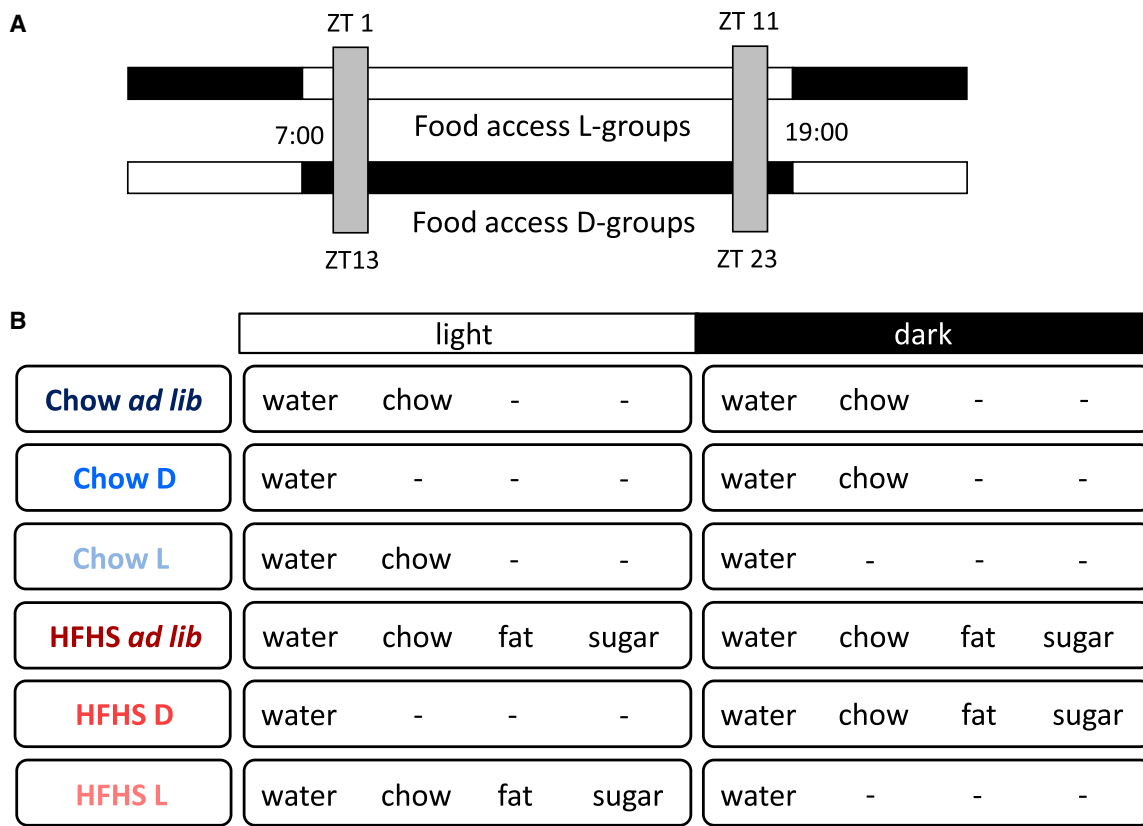 A
ZT 1 ZT 11
7:00 Food access L-groups 19:00
Food access D-groups
ZT13 ZT 23
B
light dark
Chow ad lib water chow - - water chow - -
Chow D water - - - water chow - -
Chow L water chow - - water - - -
HFHS ad lib water chow fat sugar water chow fat sugar
HFHS D water - - - water chow fat sugar
HFHS L water chow fat sugar water - - -